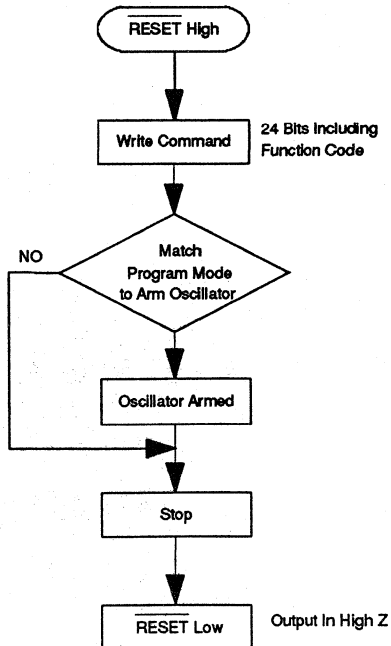 RESET High
Write Command
24 Bits Including
Function Code
Match
Program Mode
to Arm Oscillator
NO
Oscillator Armed
Stop
RESET Low
Output In High Z